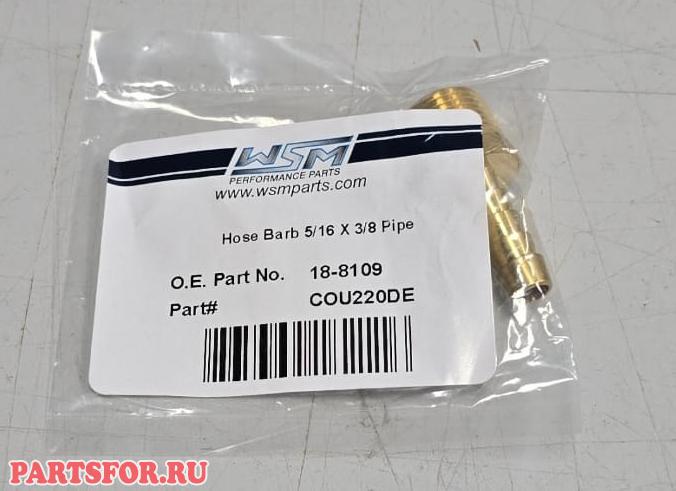 WSM
PERFORMANCE PARTS
www.wsmparts.com
Hose Barb 5/16 X 3/8 Pipe
O.E. Part No. 18-8109
Part# COU220DE
PARTSFOR.RU